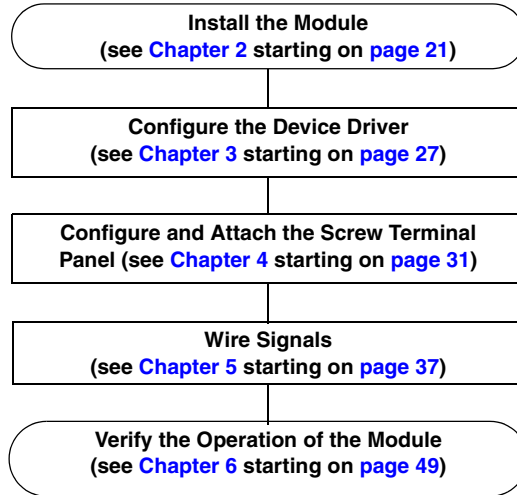 Install the Module
(see Chapter 2 starting on page 21)
Configure the Device Driver
(see Chapter 3 starting on page 27)
Configure and Attach the Screw Terminal
Panel (see Chapter 4 starting on page 31)
Wire Signals
(see Chapter 5 starting on page 37)
Verify the Operation of the Module
(see Chapter 6 starting on page 49)